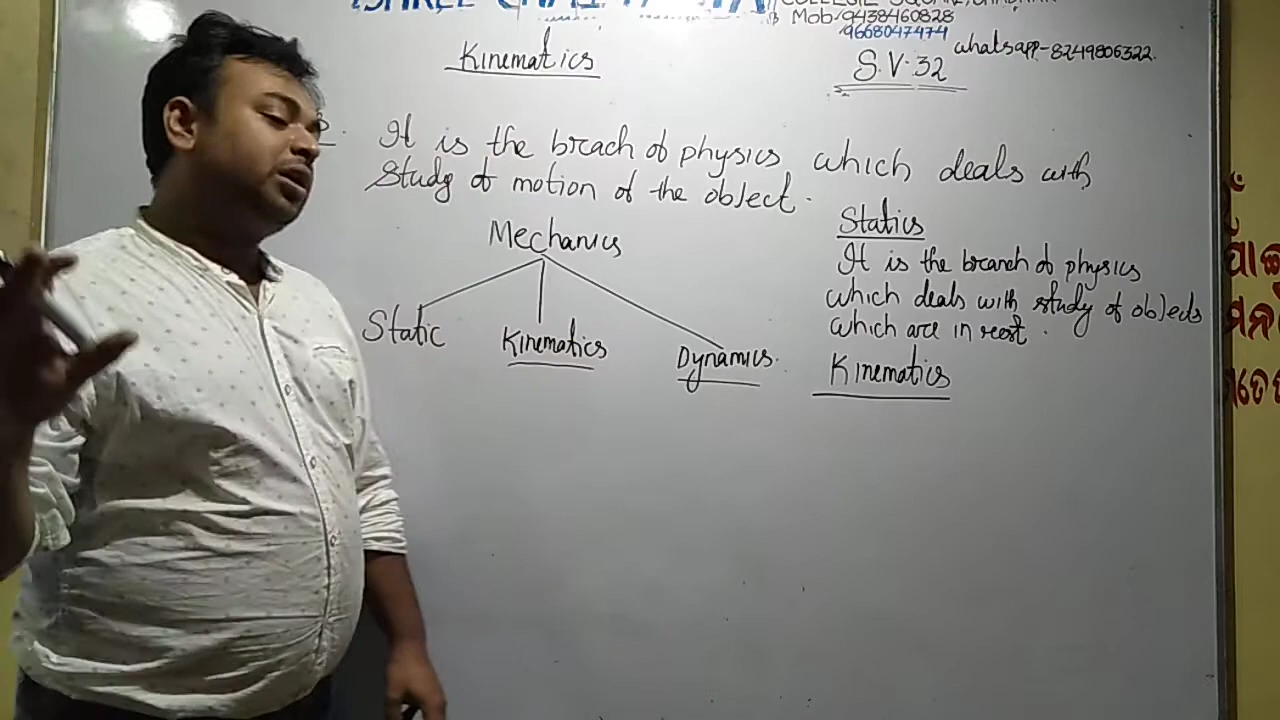 Mob:9438460828
9668047474
whatsapp-8249806322
Kinematics
S.V.32
It is the brach of physics which deals with
study of motion of the object.
Mechanics
Static
Kinematics
Dynamics
Statics
It is the branch of physics
which deals with study of objects
which are in rest.
Kinematics